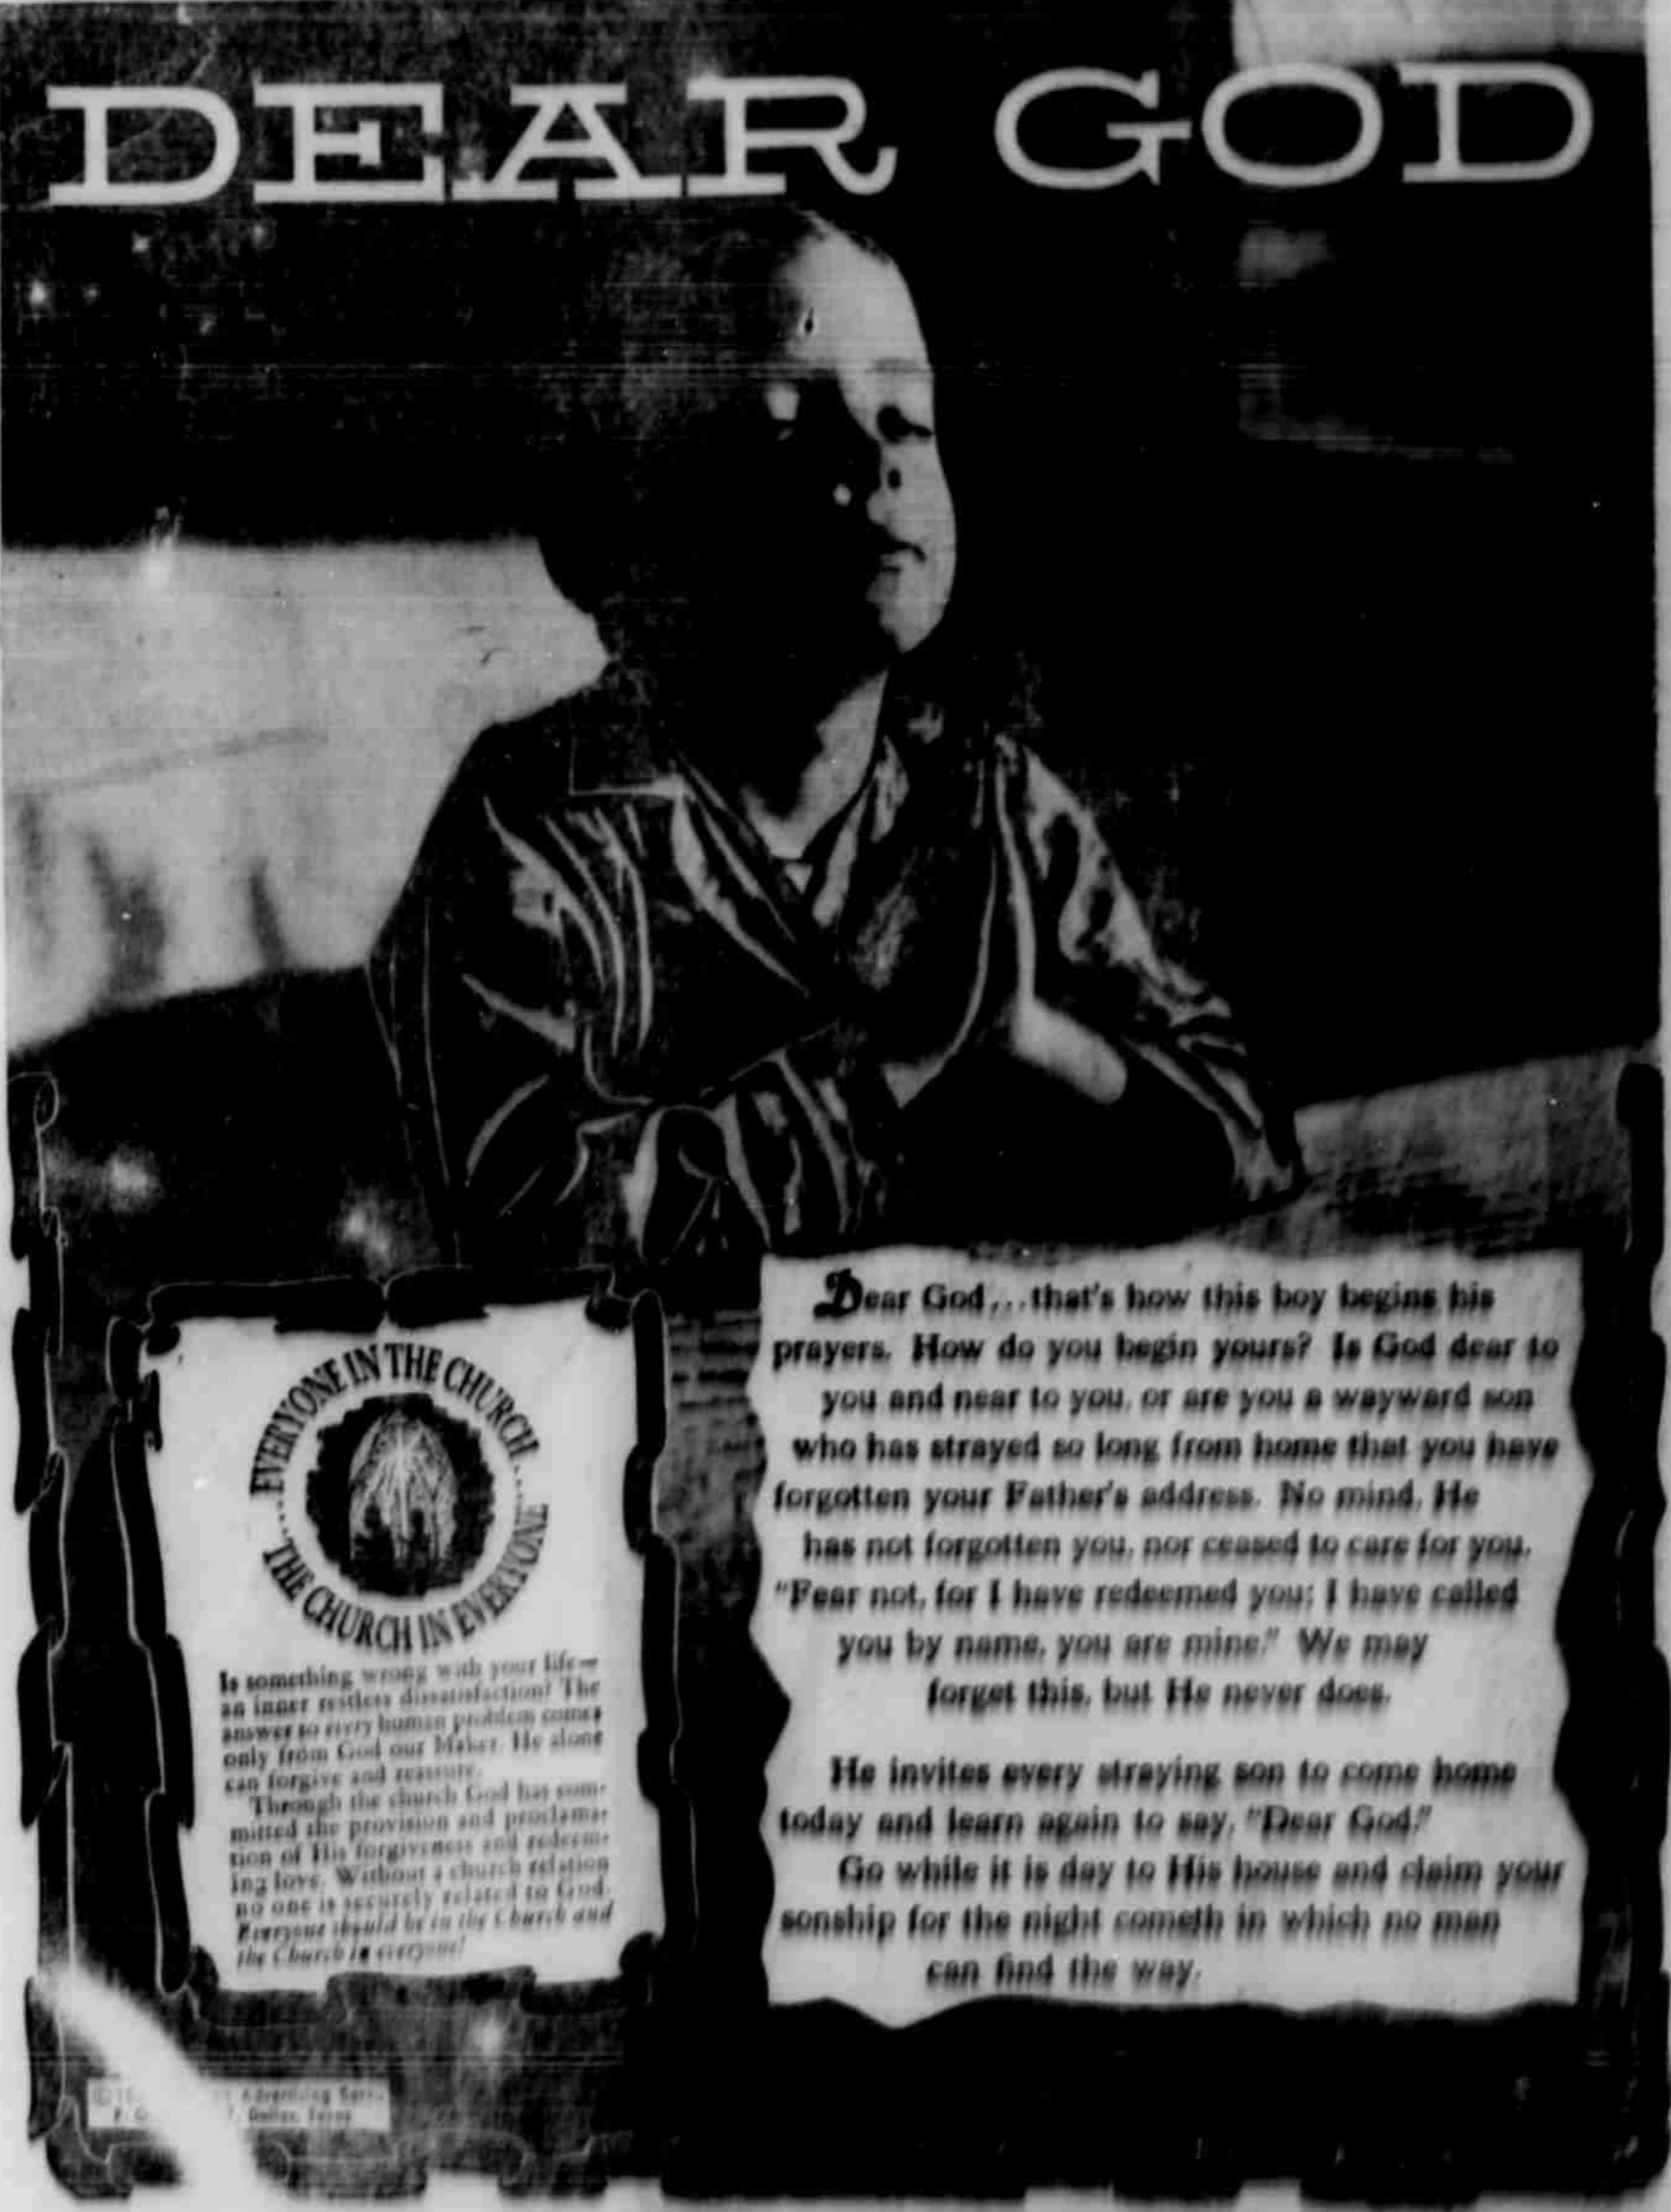 DEAR GOD
EVERYONE IN THE CHURCH....
....THE CHURCH IN EVERYONE
Is something wrong with your life—
an inner restless dissatisfaction? The
answer to every human problem comes
only from God our Maker. He alone
can forgive and reassure.
Through the church God has com-
mitted the provision and proclama-
tion of His forgiveness and redeem-
ing love. Without a church relation
no one is securely related to God.
Everyone should be in the Church and
the Church in everyone!
Dear God...that's how this boy begins his
prayers. How do you begin yours? Is God dear to
you and near to you, or are you a wayward son
who has strayed so long from home that you have
forgotten your Father's address. No mind, He
has not forgotten you, nor ceased to care for you.
"Fear not, for I have redeemed you; I have called
you by name, you are mine." We may
forget this, but He never does.
He invites every straying son to come home
today and learn again to say, "Dear God."
Go while it is day to His house and claim your
sonship for the night cometh in which no man
can find the way.
© Advertising Serv.
P. O. Dallas, Texas